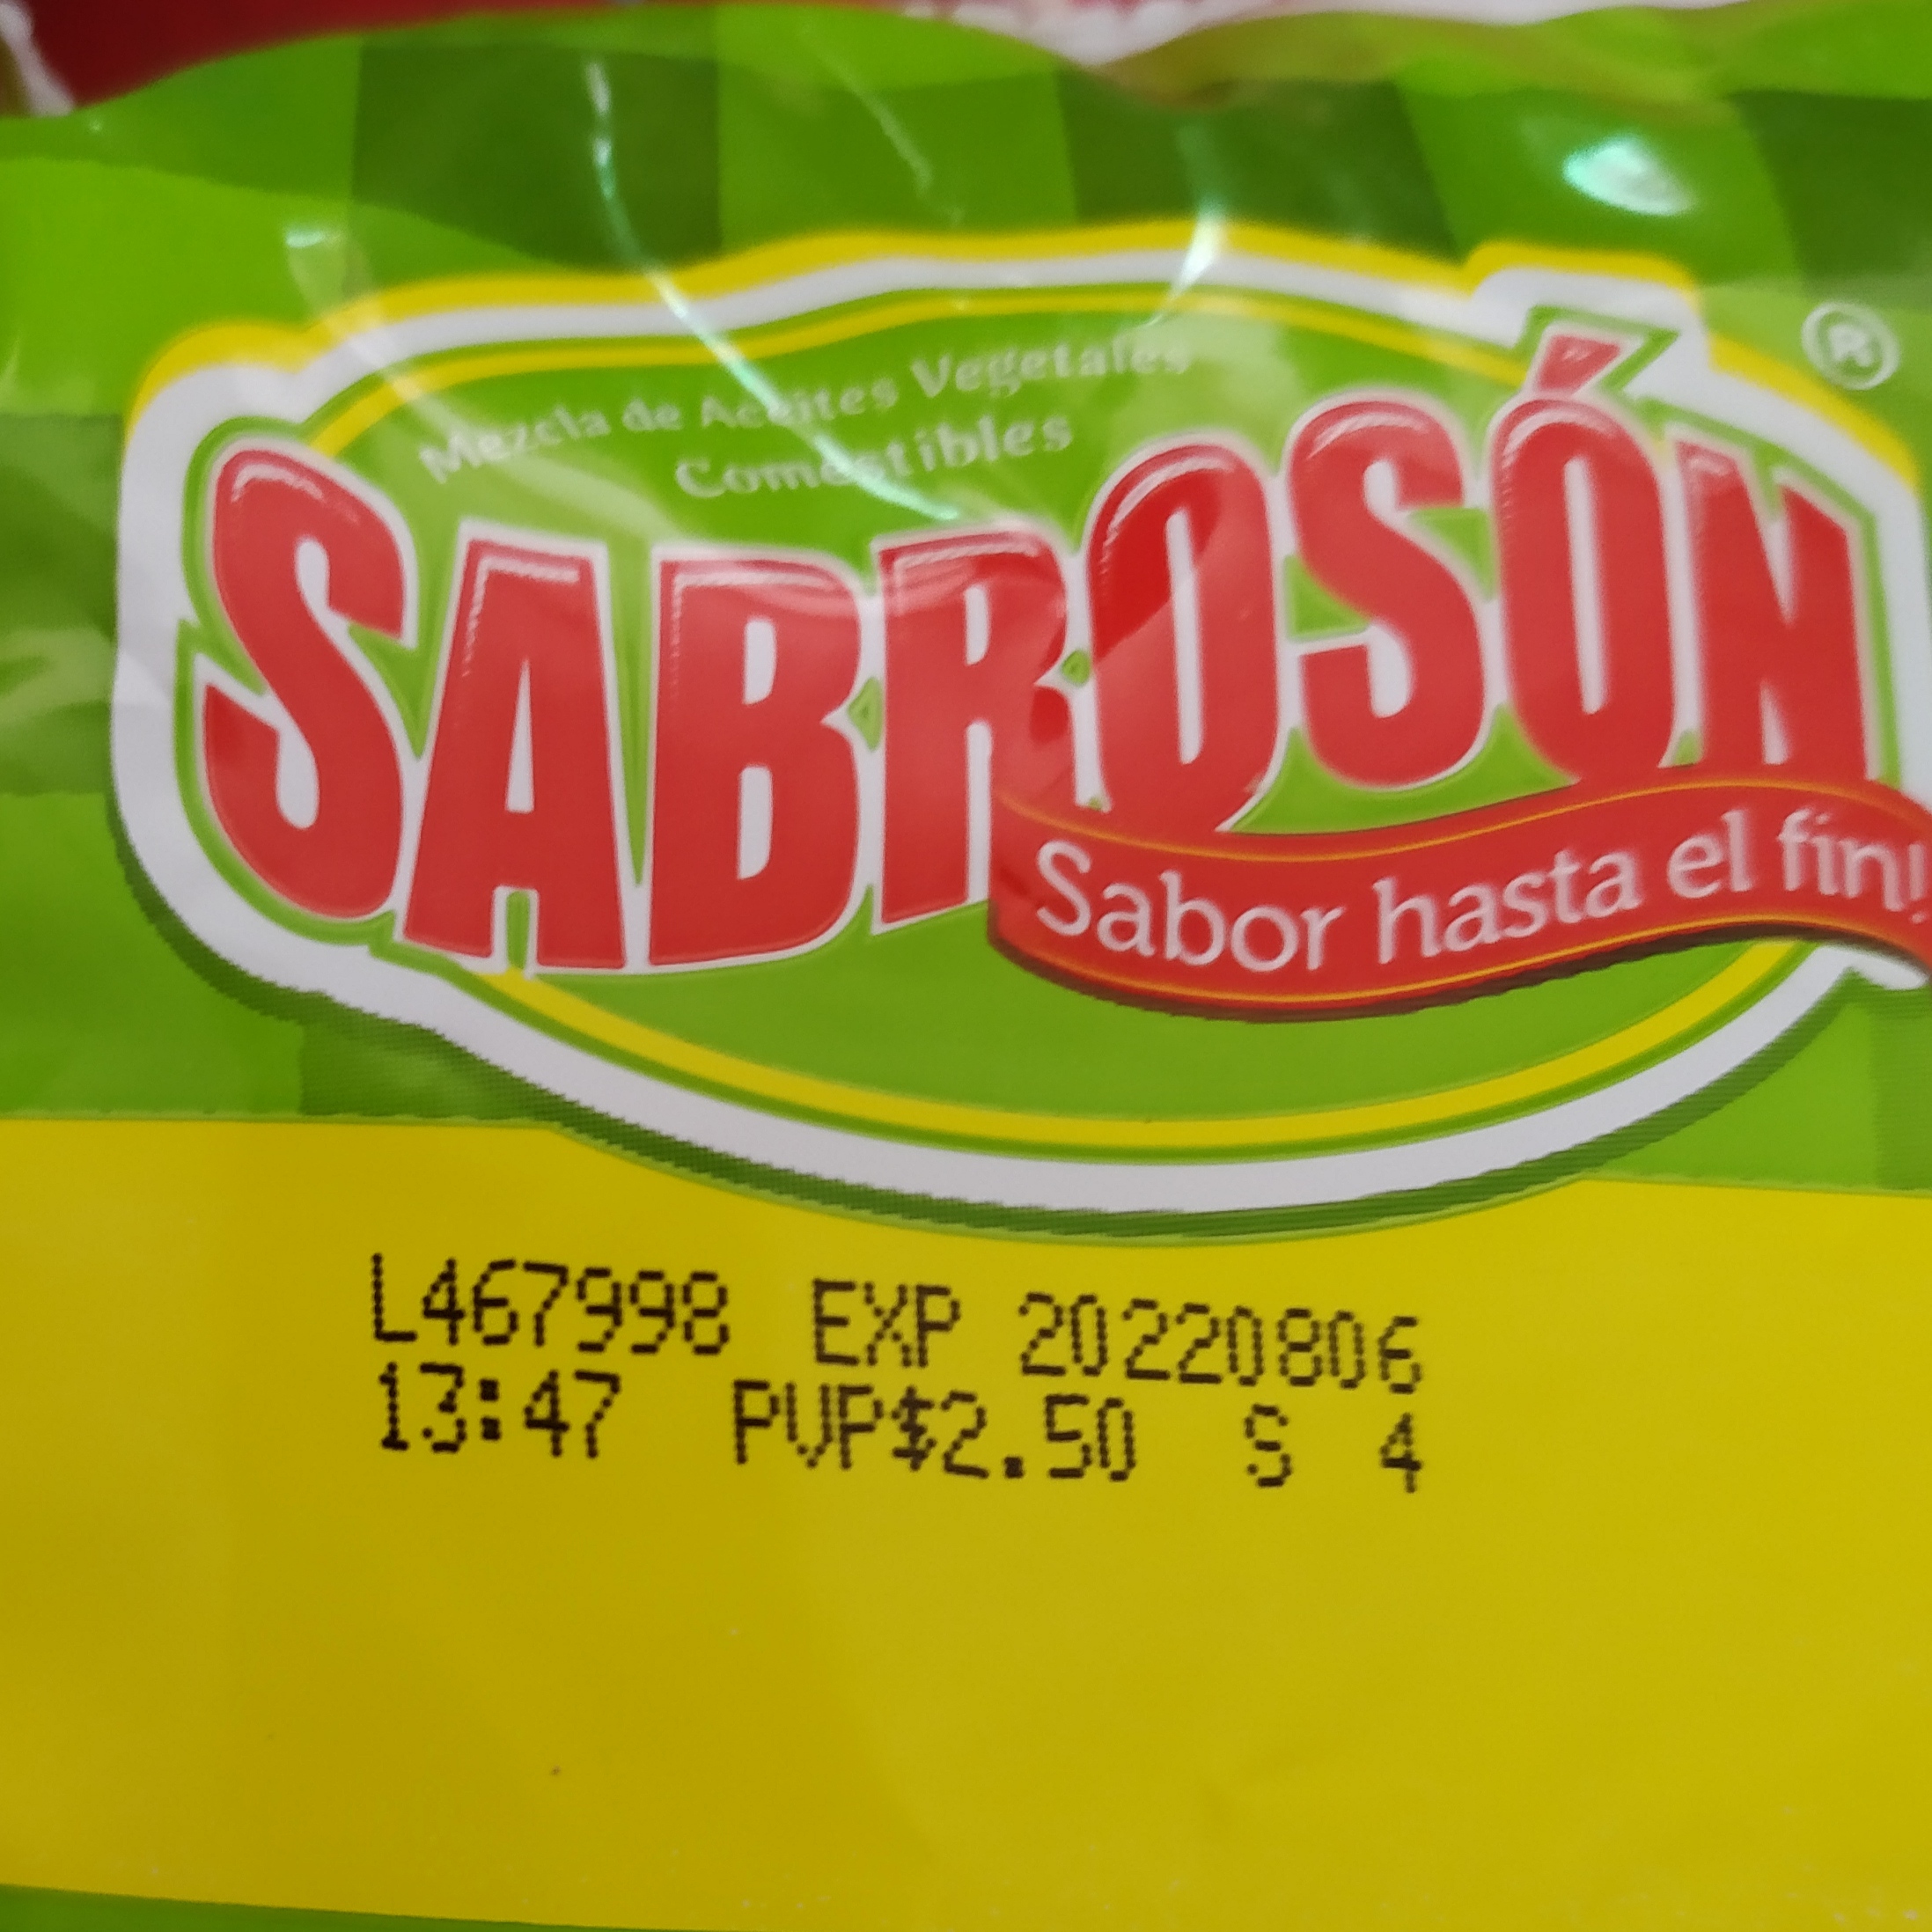 Mezcla de Aceites Vegetales
Comestibles
SABROSÓN ®
Sabor hasta el fin!
L467998 EXP 20220806
13:47 PVP$2.50 S 4